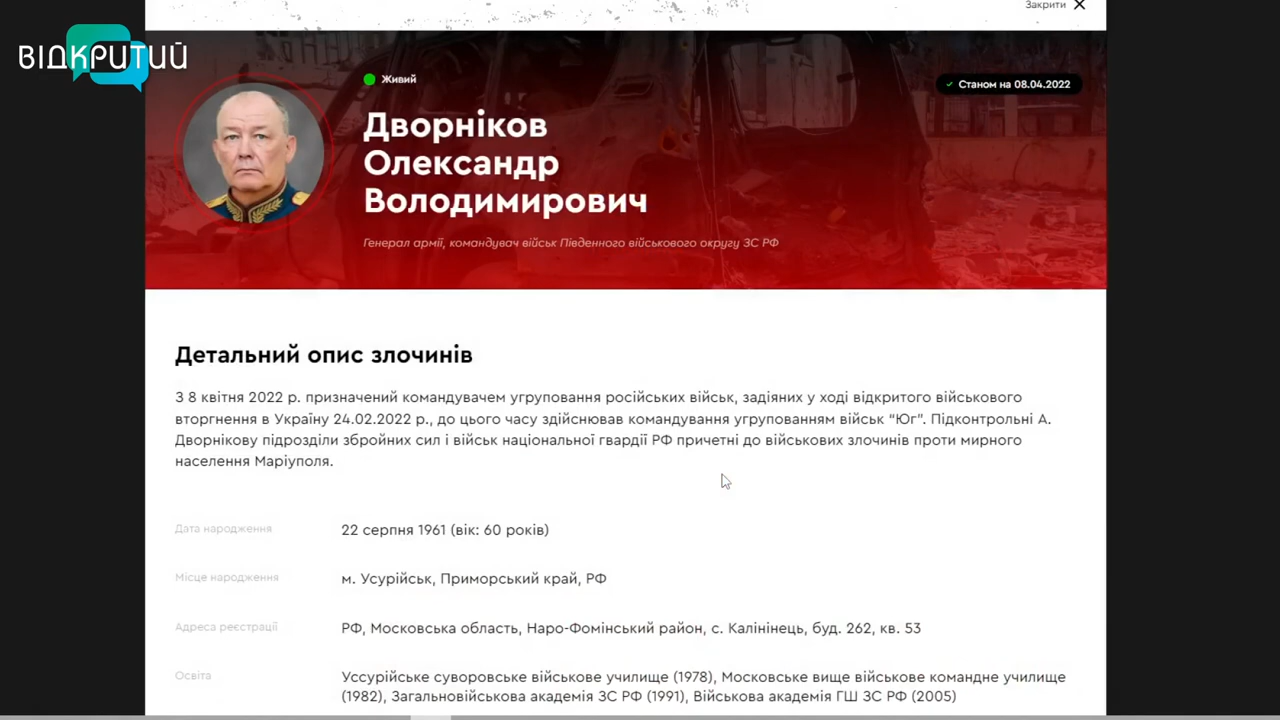 Закрити
ВІДКРИТИЙ
Живий
Станом на 08.04.2022
Дворніков
Олександр
Володимирович
Генерал армії, командувач військ Південного військового округу ЗС РФ
Детальний опис злочинів
З 8 квітня 2022 р. призначений командувачем угруповання російських військ, задіяних у ході відкритого військового
вторгнення в Україну 24.02.2022 р., до цього часу здійснював командування угрупованням військ “Юг”. Підконтрольні А.
Дворнікову підрозділи збройних сил і військ національної гвардії РФ причетні до військових злочинів проти мирного
населення Маріуполя.
Дата народження 22 серпня 1961 (вік: 60 років)
Місце народження м. Усурійськ, Приморський край, РФ
Адреса реєстрації РФ, Московська область, Наро-Фомінський район, с. Калінінець, буд. 262, кв. 53
Освіта Уссурійське суворовське військове училище (1978), Московське вище військове командне училище
(1982), Загальновійськова академія ЗС РФ (1991), Військова академія ГШ ЗС РФ (2005)